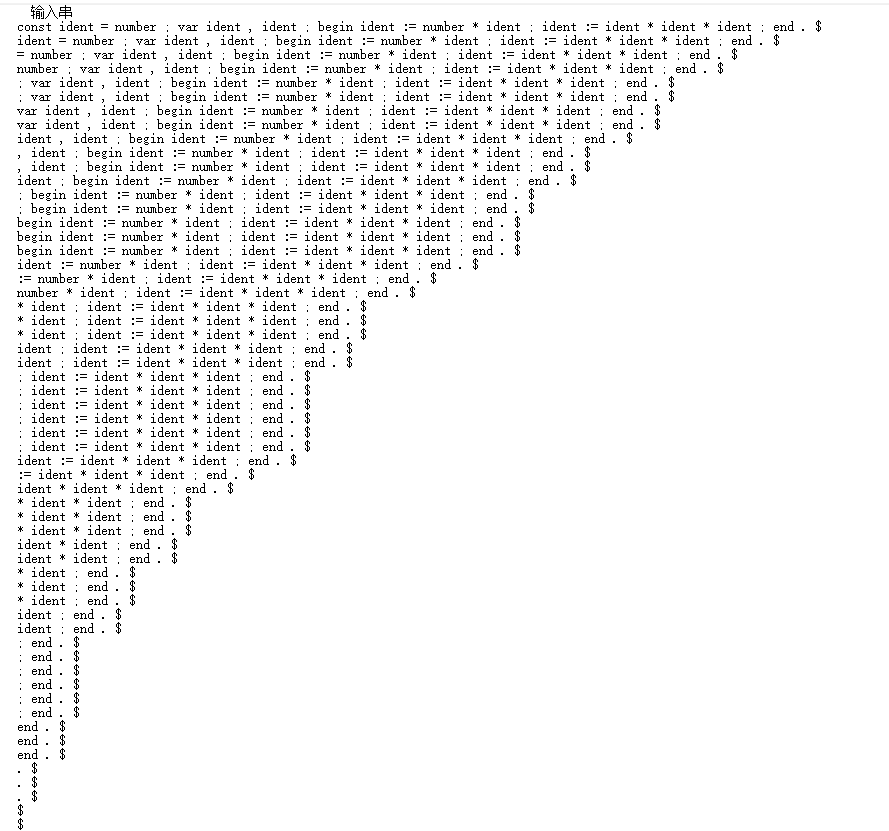 输入串
const ident = number ; var ident , ident ; begin ident := number * ident ; ident := ident * ident * ident ; end . $
ident = number ; var ident , ident ; begin ident := number * ident ; ident := ident * ident * ident ; end . $
= number ; var ident , ident ; begin ident := number * ident ; ident := ident * ident * ident ; end . $
number ; var ident , ident ; begin ident := number * ident ; ident := ident * ident * ident ; end . $
; var ident , ident ; begin ident := number * ident ; ident := ident * ident * ident ; end . $
; var ident , ident ; begin ident := number * ident ; ident := ident * ident * ident ; end . $
var ident , ident ; begin ident := number * ident ; ident := ident * ident * ident ; end . $
var ident , ident ; begin ident := number * ident ; ident := ident * ident * ident ; end . $
ident , ident ; begin ident := number * ident ; ident := ident * ident * ident ; end . $
, ident ; begin ident := number * ident ; ident := ident * ident * ident ; end . $
, ident ; begin ident := number * ident ; ident := ident * ident * ident ; end . $
ident ; begin ident := number * ident ; ident := ident * ident * ident ; end . $
; begin ident := number * ident ; ident := ident * ident * ident ; end . $
; begin ident := number * ident ; ident := ident * ident * ident ; end . $
begin ident := number * ident ; ident := ident * ident * ident ; end . $
begin ident := number * ident ; ident := ident * ident * ident ; end . $
begin ident := number * ident ; ident := ident * ident * ident ; end . $
ident := number * ident ; ident := ident * ident * ident ; end . $
:= number * ident ; ident := ident * ident * ident ; end . $
number * ident ; ident := ident * ident * ident ; end . $
* ident ; ident := ident * ident * ident ; end . $
* ident ; ident := ident * ident * ident ; end . $
* ident ; ident := ident * ident * ident ; end . $
ident ; ident := ident * ident * ident ; end . $
ident ; ident := ident * ident * ident ; end . $
; ident := ident * ident * ident ; end . $
; ident := ident * ident * ident ; end . $
; ident := ident * ident * ident ; end . $
; ident := ident * ident * ident ; end . $
; ident := ident * ident * ident ; end . $
; ident := ident * ident * ident ; end . $
ident := ident * ident * ident ; end . $
:= ident * ident * ident ; end . $
ident * ident * ident ; end . $
* ident * ident ; end . $
* ident * ident ; end . $
* ident * ident ; end . $
ident * ident ; end . $
ident * ident ; end . $
* ident ; end . $
* ident ; end . $
* ident ; end . $
ident ; end . $
ident ; end . $
; end . $
; end . $
; end . $
; end . $
; end . $
; end . $
end . $
end . $
end . $
. $
. $
. $
$
$